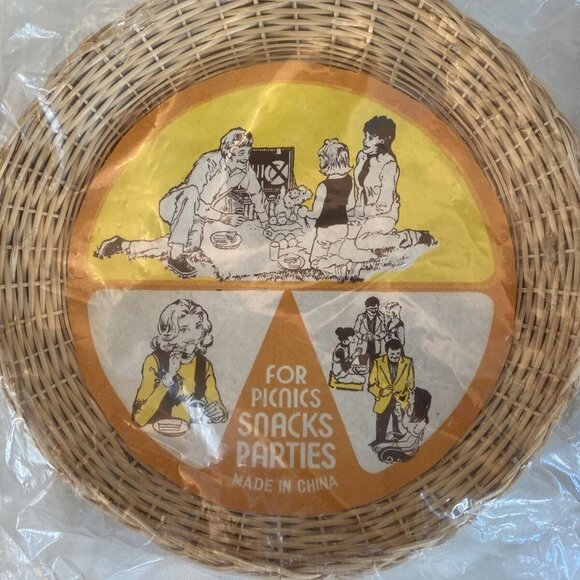 FOR
PICNICS
SNACKS
PARTIES
MADE IN CHINA